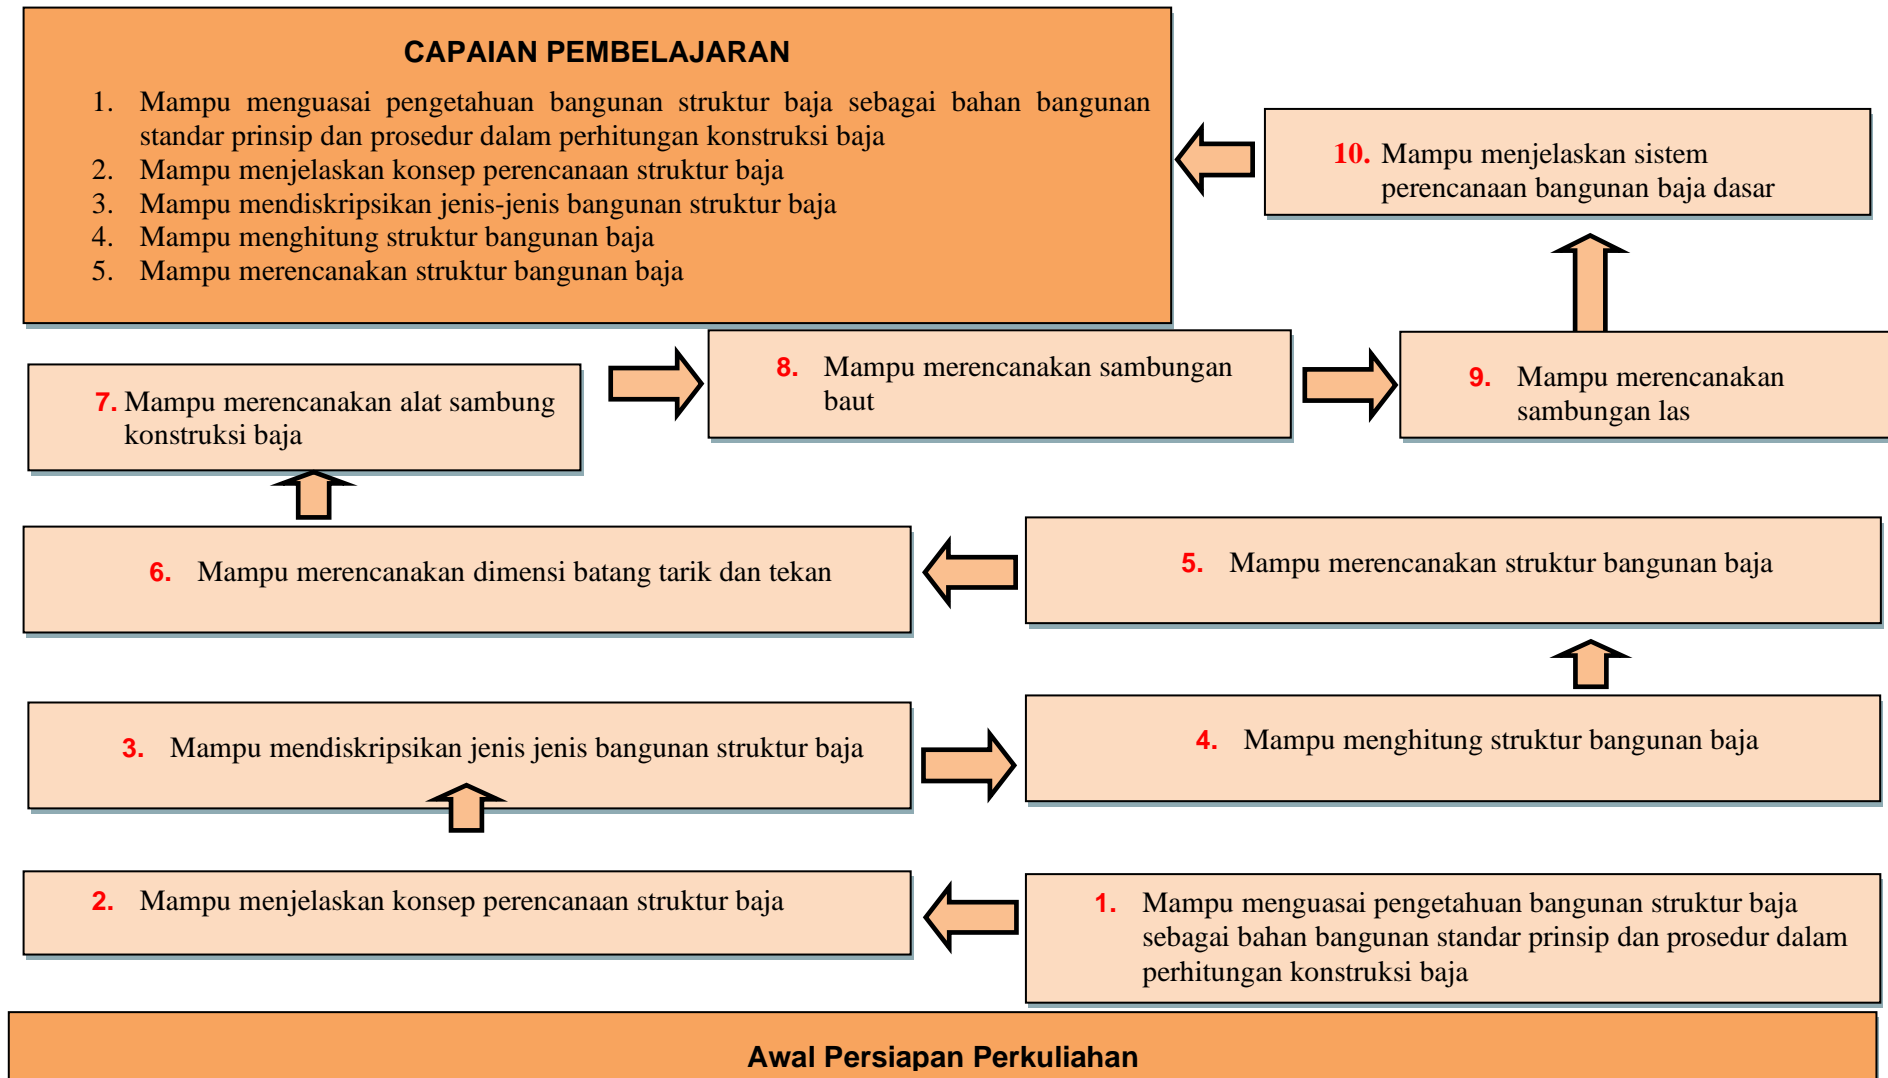 CAPAIAN PEMBELAJARAN
1. Mampu menguasai pengetahuan bangunan struktur baja sebagai bahan bangunan
standar prinsip dan prosedur dalam perhitungan konstruksi baja
2. Mampu menjelaskan konsep perencanaan struktur baja
3. Mampu mendiskripsikan jenis-jenis bangunan struktur baja
4. Mampu menghitung struktur bangunan baja
5. Mampu merencanakan struktur bangunan baja
10. Mampu menjelaskan sistem
perencanaan bangunan baja dasar
7. Mampu merencanakan alat sambung
konstruksi baja
8. Mampu merencanakan sambungan
baut
9. Mampu merencanakan
sambungan las
6. Mampu merencanakan dimensi batang tarik dan tekan
5. Mampu merencanakan struktur bangunan baja
3. Mampu mendiskripsikan jenis jenis bangunan struktur baja
4. Mampu menghitung struktur bangunan baja
2. Mampu menjelaskan konsep perencanaan struktur baja
1. Mampu menguasai pengetahuan bangunan struktur baja
sebagai bahan bangunan standar prinsip dan prosedur dalam
perhitungan konstruksi baja
Awal Persiapan Perkuliahan